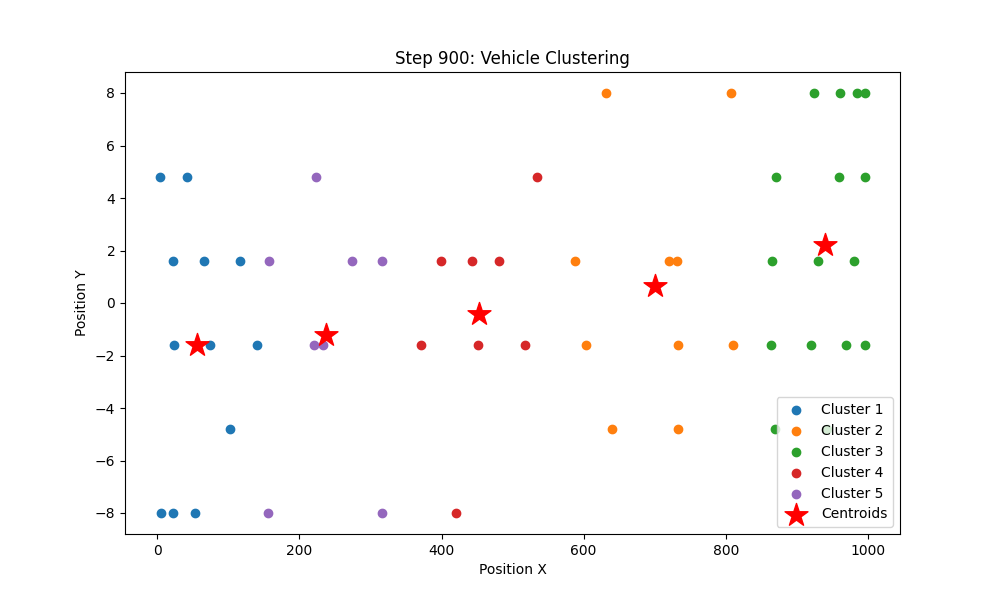 Step 900: Vehicle Clustering
Position Y
8
6
4
2
0
−2
−4
−6
−8
0
200
400
600
800
1000
Position X
Cluster 1
Cluster 2
Cluster 3
Cluster 4
Cluster 5
Centroids